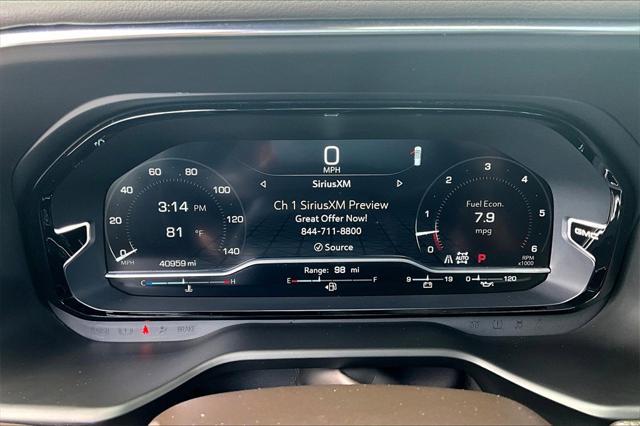 0
MPH
SiriusXM
Ch 1 SiriusXM Preview
Great Offer Now!
844-711-8800
Source
0 20 40 60 80 100 120 140
3:14 PM
81 °F
MPH
40959 mi
0 1 2 3 4 5 6
Fuel Econ.
7.9
mpg
AUTO
P
RPM
x1000
C H
Range: 98 mi
E F
9 19
0 120
GMC
BRAKE